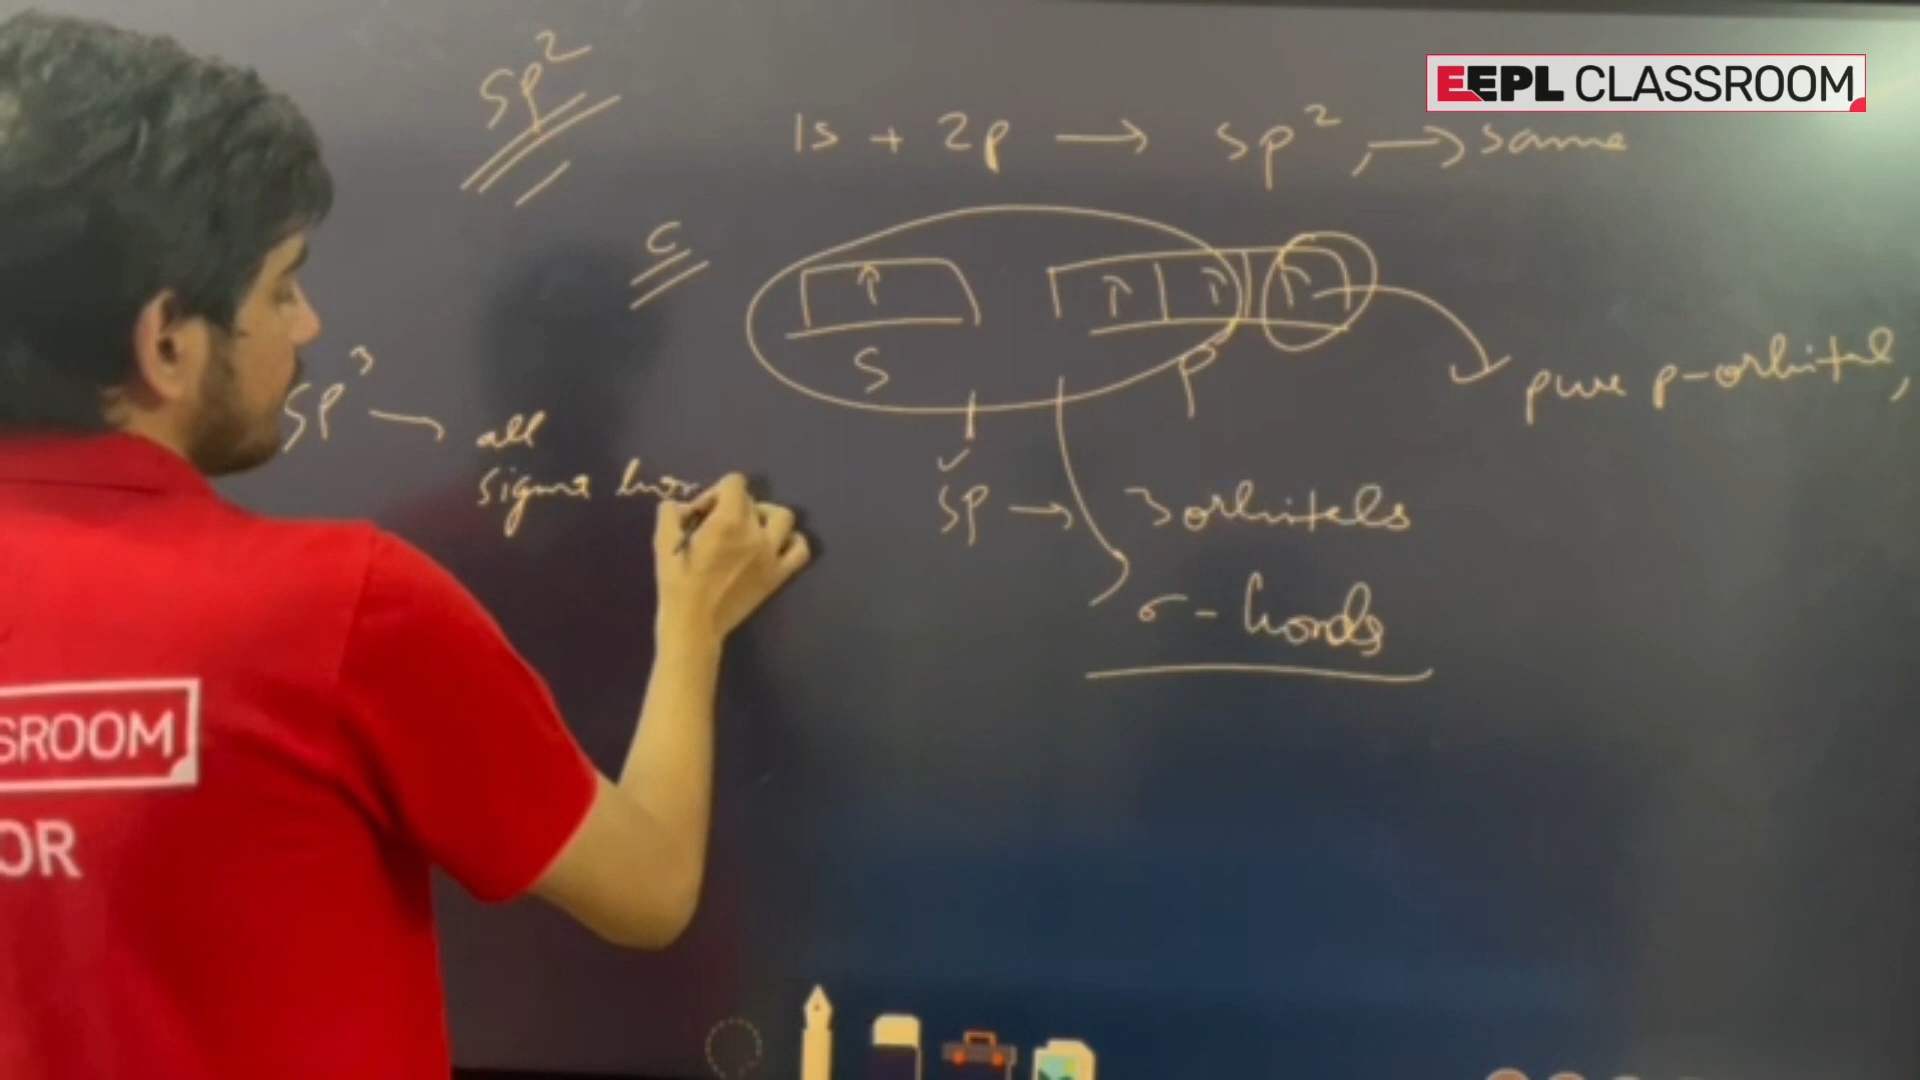 EEPL CLASSROOM
sp²
1s + 2p → sp², → same
C
S
P
pure p-orbital,
SP³
all
sigma
sp → 3 orbitals
σ - bonds
SROOM
OR